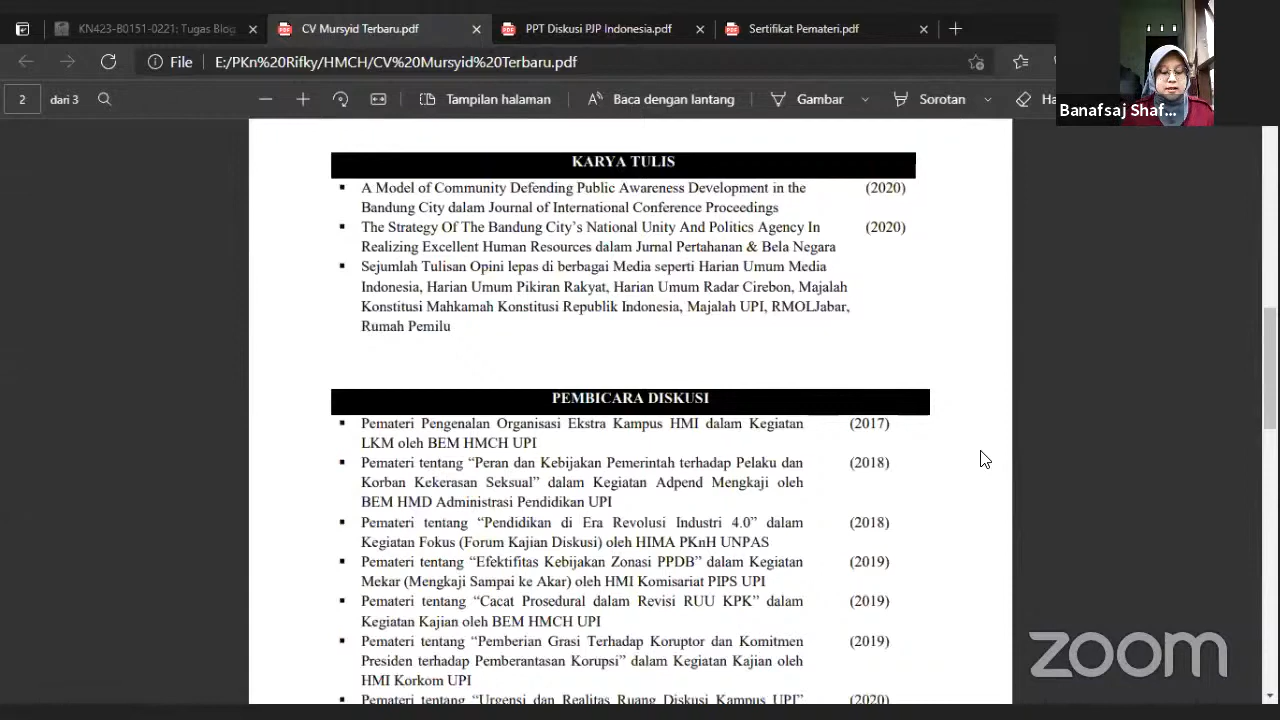 KN423-B0151-0221: Tugas Blog
CV Mursyid Terbaru.pdf
PPT Diskusi PJP Indonesia.pdf
Sertifikat Pemateri.pdf
File
E:/PKn%20Rifky/HMCH/CV%20Mursyid%20Terbaru.pdf
2 dari 3
Tampilan halaman
Baca dengan lantang
Gambar
Sorotan
Ha
Banafsaj Shaf...
KARYA TULIS
▪ A Model of Community Defending Public Awareness Development in the (2020)
Bandung City dalam Journal of International Conference Proceedings
▪ The Strategy Of The Bandung City's National Unity And Politics Agency In (2020)
Realizing Excellent Human Resources dalam Jurnal Pertahanan & Bela Negara
▪ Sejumlah Tulisan Opini lepas di berbagai Media seperti Harian Umum Media
Indonesia, Harian Umum Pikiran Rakyat, Harian Umum Radar Cirebon, Majalah
Konstitusi Mahkamah Konstitusi Republik Indonesia, Majalah UPI, RMOLJabar,
Rumah Pemilu
PEMBICARA DISKUSI
▪ Pemateri Pengenalan Organisasi Ekstra Kampus HMI dalam Kegiatan (2017)
LKM oleh BEM HMCH UPI
▪ Pemateri tentang “Peran dan Kebijakan Pemerintah terhadap Pelaku dan (2018)
Korban Kekerasan Seksual” dalam Kegiatan Adpend Mengkaji oleh
BEM HMD Administrasi Pendidikan UPI
▪ Pemateri tentang “Pendidikan di Era Revolusi Industri 4.0” dalam (2018)
Kegiatan Fokus (Forum Kajian Diskusi) oleh HIMA PKnH UNPAS
▪ Pemateri tentang “Efektifitas Kebijakan Zonasi PPDB” dalam Kegiatan (2019)
Mekar (Mengkaji Sampai ke Akar) oleh HMI Komisariat PIPS UPI
▪ Pemateri tentang “Cacat Prosedural dalam Revisi RUU KPK” dalam (2019)
Kegiatan Kajian oleh BEM HMCH UPI
▪ Pemateri tentang “Pemberian Grasi Terhadap Koruptor dan Komitmen (2019)
Presiden terhadap Pemberantasan Korupsi” dalam Kegiatan Kajian oleh
HMI Korkom UPI
▪ Pemateri tentang “Urgensi dan Realitas Ruang Diskusi Kampus UPI” (2020)
zoom